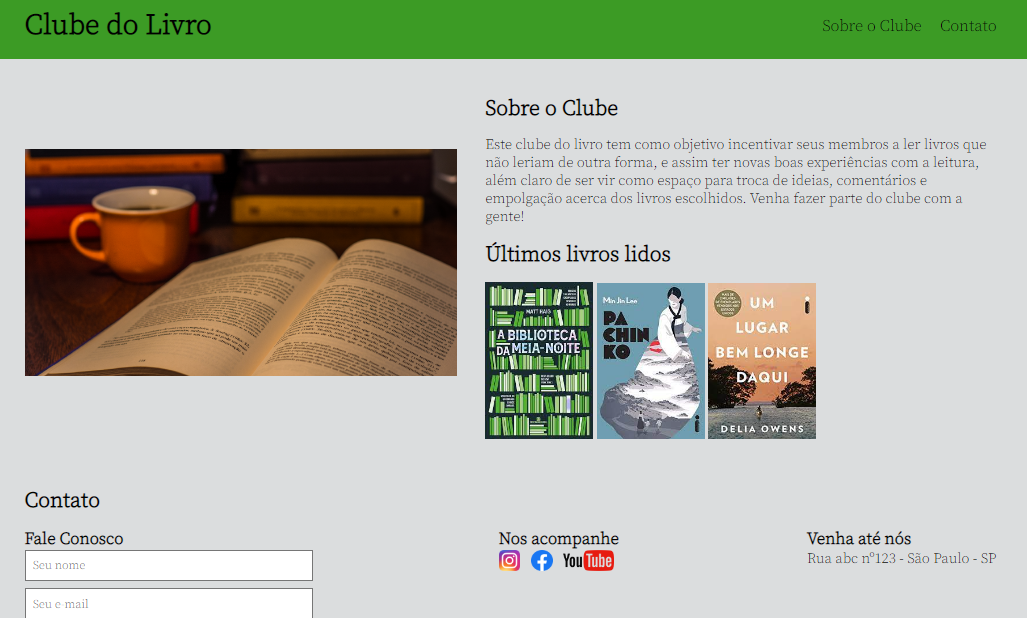 Clube do Livro
Sobre o Clube Contato
Sobre o Clube
Este clube do livro tem como objetivo incentivar seus membros a ler livros que
não leriam de outra forma, e assim ter novas boas experiências com a leitura,
além claro de ser vir como espaço para troca de ideias, comentários e
empolgação acerca dos livros escolhidos. Venha fazer parte do clube com a
gente!
Últimos livros lidos
MATT HAIG
A BIBLIOTECA
DA MEIA-NOITE
Min Jin Lee
PA
CHIN
KO
UM
LUGAR
BEM LONGE
DAQUI
DELIA OWENS
Contato
Fale Conosco
Seu nome
Seu e-mail
Nos acompanhe
YouTube
Venha até nós
Rua abc nº123 - São Paulo - SP